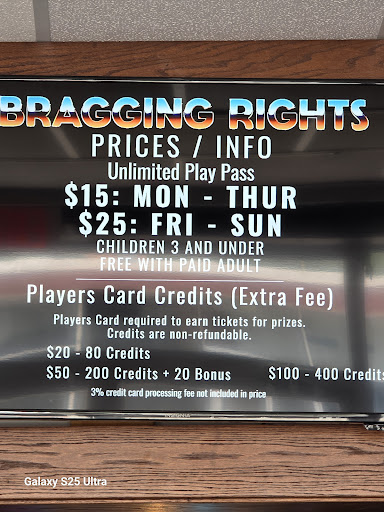 BRAGGING RIGHTS
PRICES / INFO
Unlimited Play Pass
$15: MON - THUR
$25: FRI - SUN
CHILDREN 3 AND UNDER
FREE WITH PAID ADULT
Players Card Credits (Extra Fee)
Players Card required to earn tickets for prizes.
Credits are non-refundable.
$20 - 80 Credits
$50 - 200 Credits + 20 Bonus $100 - 400 Credits
3% credit card processing fee not included in price
Galaxy S25 Ultra